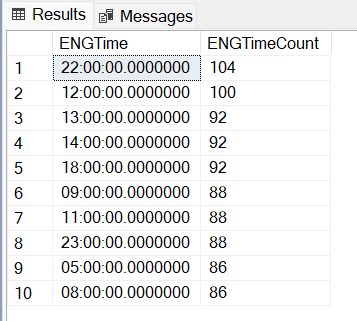 Results Messages
ENGTime ENGTimeCount
1 22:00:00.0000000 104
2 12:00:00.0000000 100
3 13:00:00.0000000 92
4 14:00:00.0000000 92
5 18:00:00.0000000 92
6 09:00:00.0000000 88
7 11:00:00.0000000 88
8 23:00:00.0000000 88
9 05:00:00.0000000 86
10 08:00:00.0000000 86